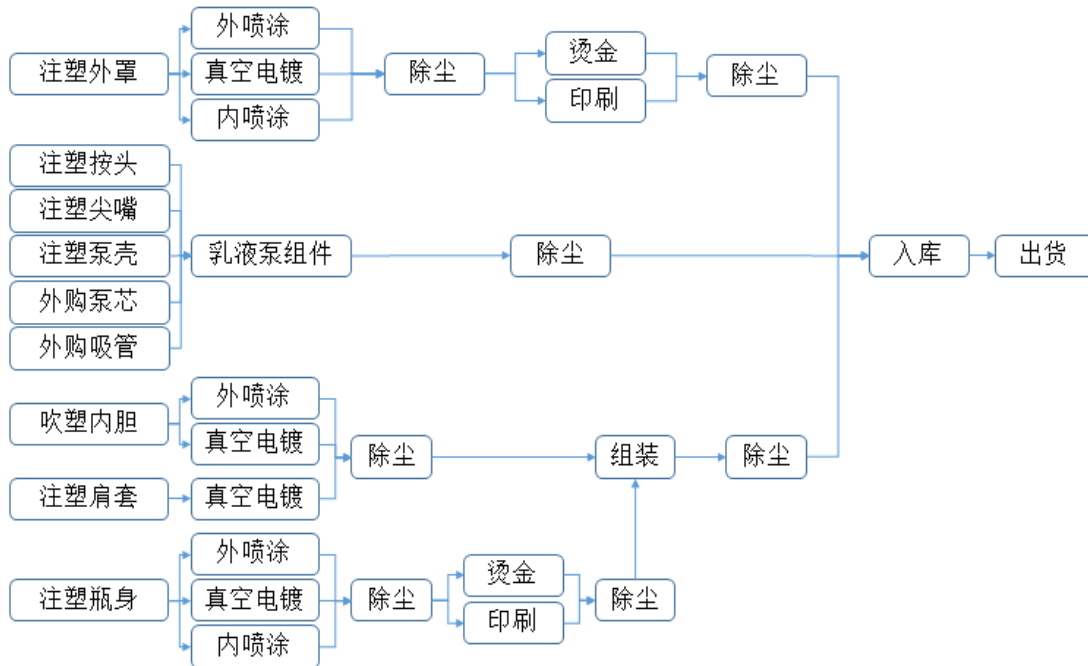 注塑外罩
外喷涂
真空电镀
内喷涂
除尘
烫金
印刷
除尘
注塑按头
注塑尖嘴
注塑泵壳
外购泵芯
外购吸管
乳液泵组件
除尘
入库
出货
吹塑内胆
外喷涂
真空电镀
注塑肩套
真空电镀
除尘
组装
除尘
注塑瓶身
外喷涂
真空电镀
内喷涂
除尘
烫金
印刷
除尘